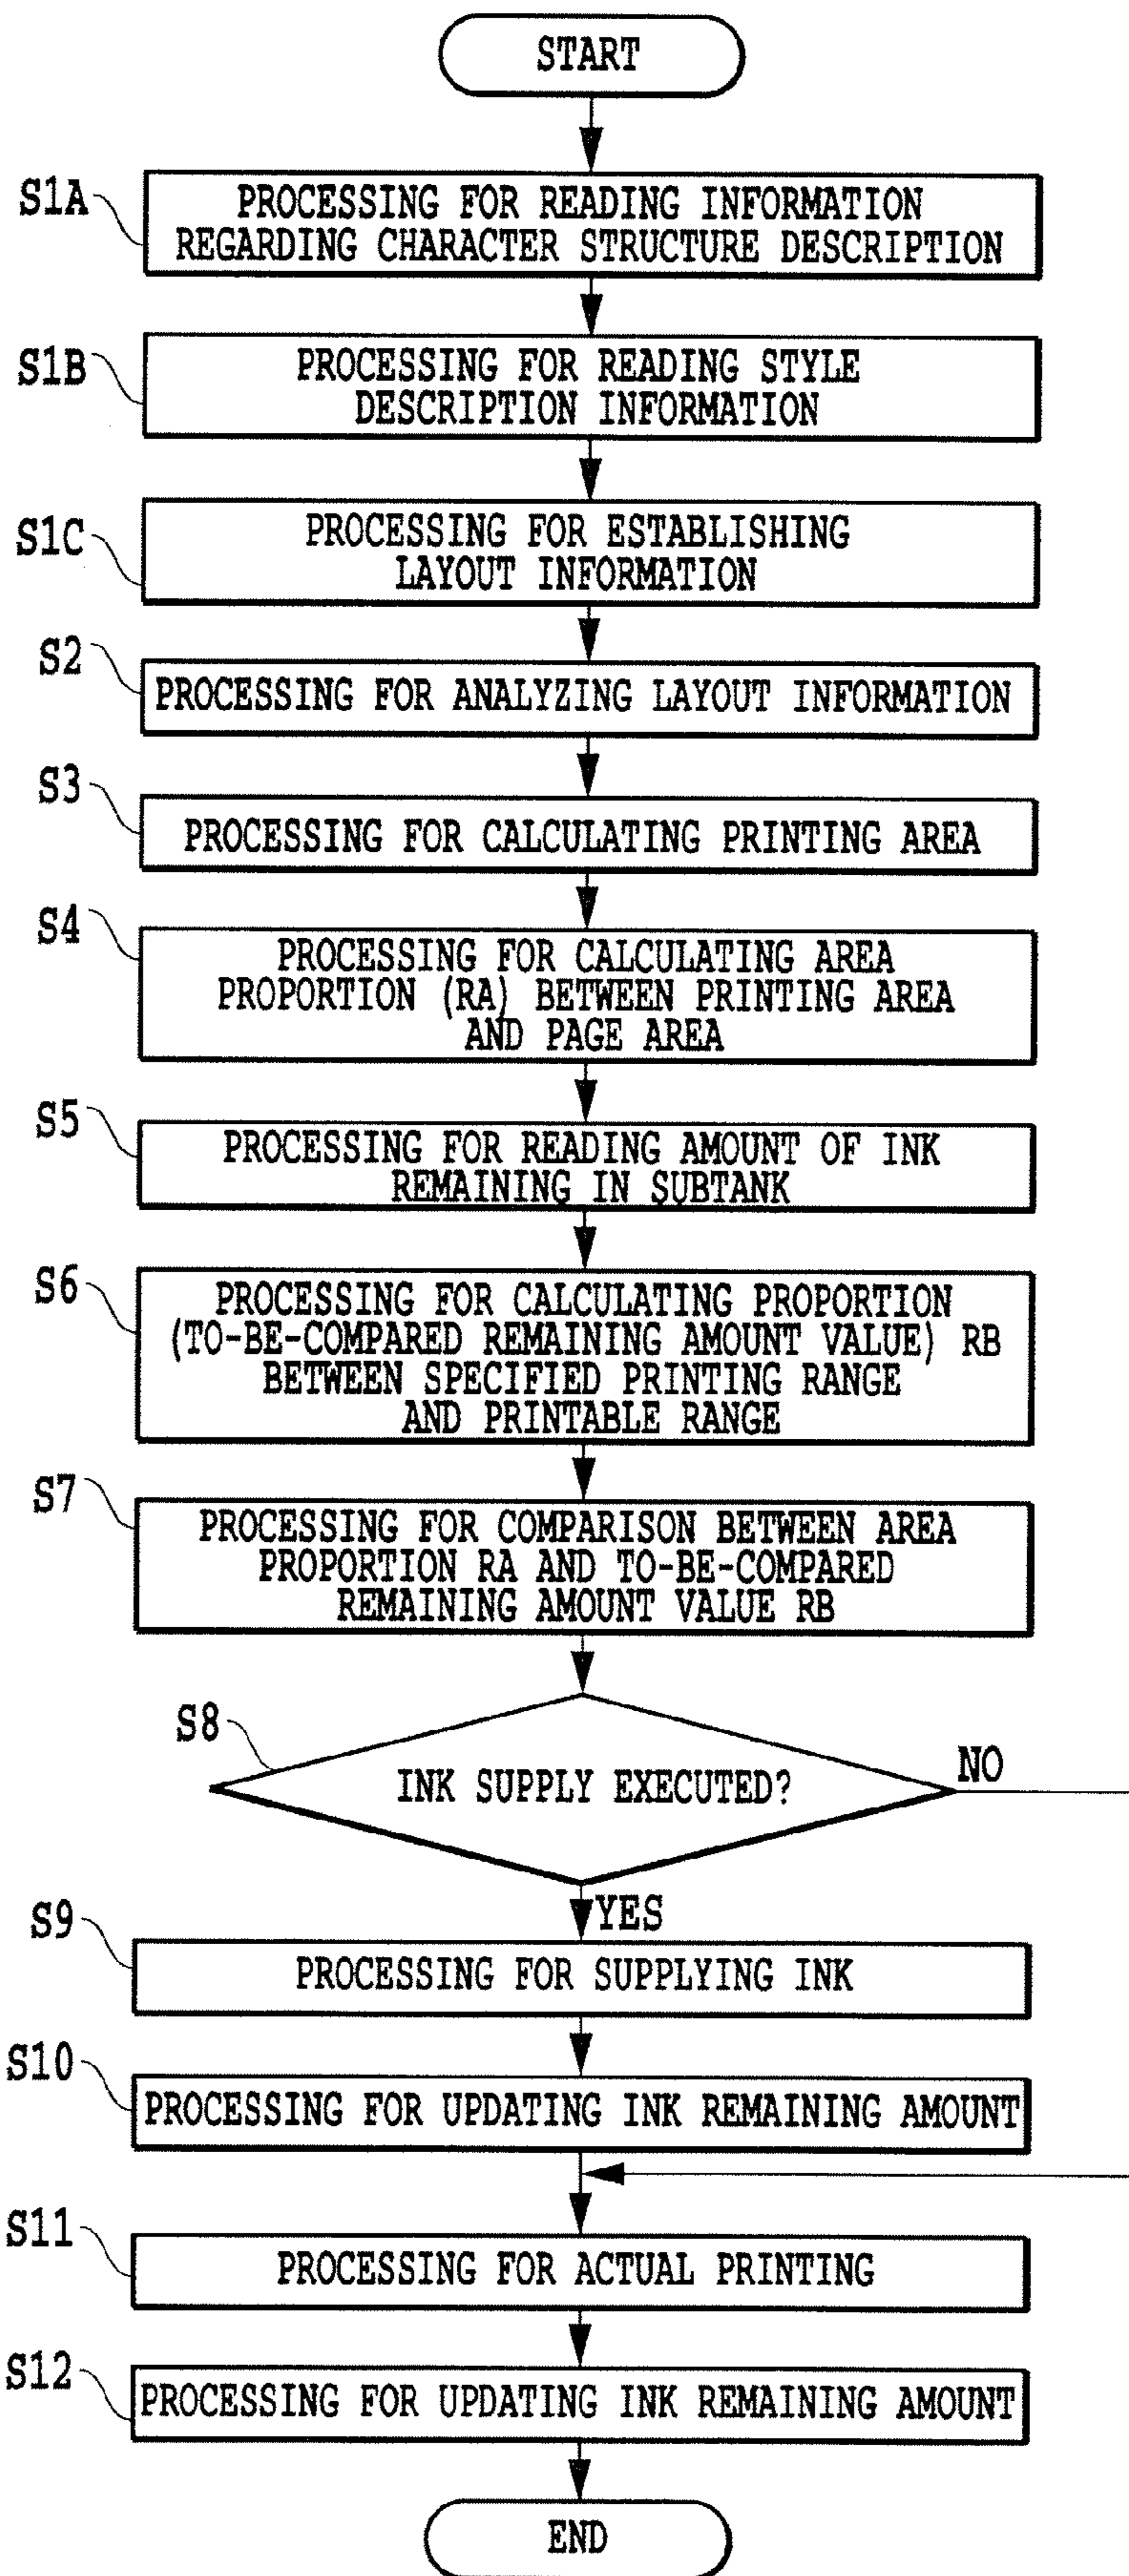 START
S1A
PROCESSING FOR READING INFORMATION
REGARDING CHARACTER STRUCTURE DESCRIPTION
S1B
PROCESSING FOR READING STYLE
DESCRIPTION INFORMATION
S1C
PROCESSING FOR ESTABLISHING
LAYOUT INFORMATION
S2
PROCESSING FOR ANALYZING LAYOUT INFORMATION
S3
PROCESSING FOR CALCULATING PRINTING AREA
S4
PROCESSING FOR CALCULATING AREA
PROPORTION (RA) BETWEEN PRINTING AREA
AND PAGE AREA
S5
PROCESSING FOR READING AMOUNT OF INK
REMAINING IN SUBTANK
S6
PROCESSING FOR CALCULATING PROPORTION
(TO-BE-COMPARED REMAINING AMOUNT VALUE) RB
BETWEEN SPECIFIED PRINTING RANGE
AND PRINTABLE RANGE
S7
PROCESSING FOR COMPARISON BETWEEN AREA
PROPORTION RA AND TO-BE-COMPARED
REMAINING AMOUNT VALUE RB
S8
INK SUPPLY EXECUTED?
NO
YES
S9
PROCESSING FOR SUPPLYING INK
S10
PROCESSING FOR UPDATING INK REMAINING AMOUNT
S11
PROCESSING FOR ACTUAL PRINTING
S12
PROCESSING FOR UPDATING INK REMAINING AMOUNT
END